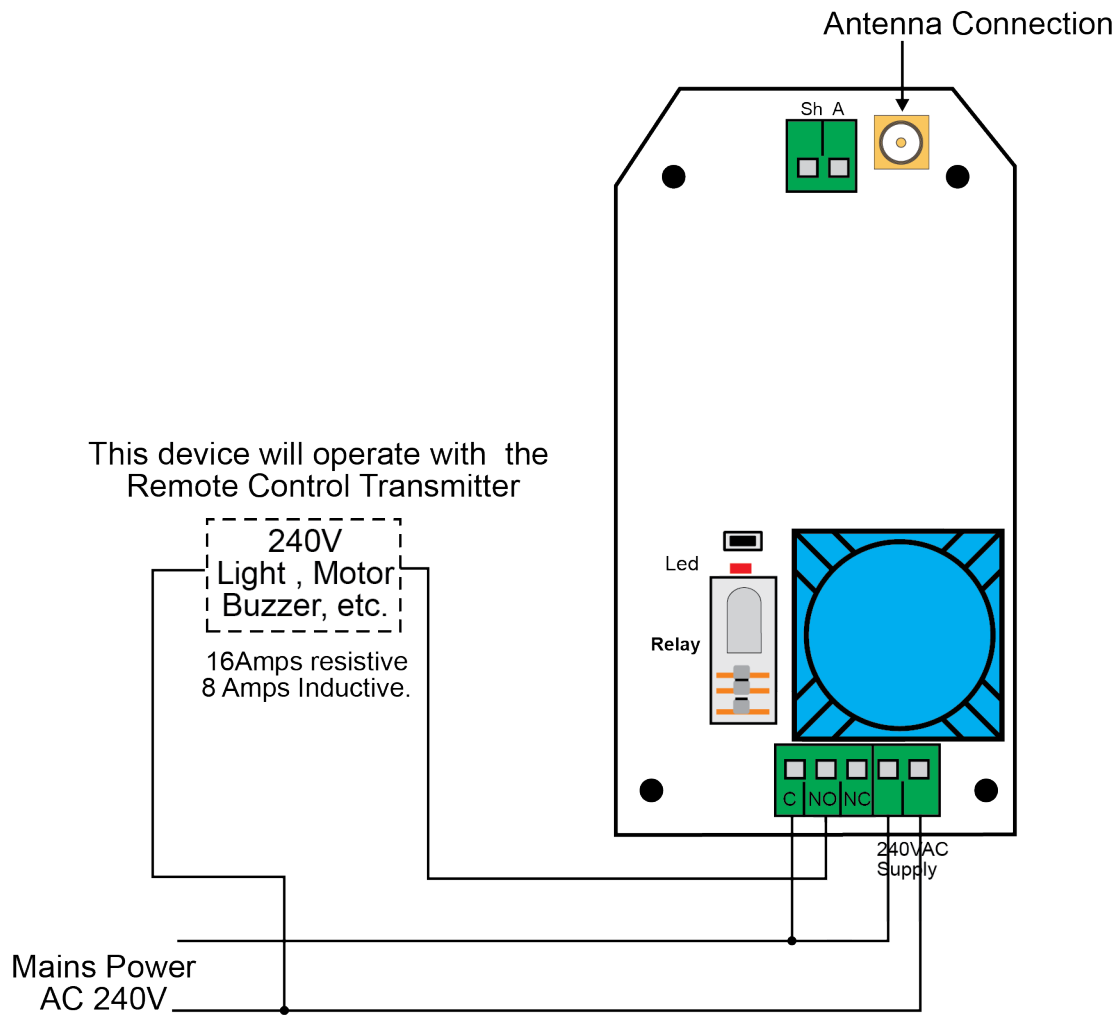 Antenna Connection
Sh A
This device will operate with the
Remote Control Transmitter
240V
Light , Motor
Buzzer, etc.
16Amps resistive
8 Amps Inductive.
Led
Relay
C NO NC
240VAC
Supply
Mains Power
AC 240V